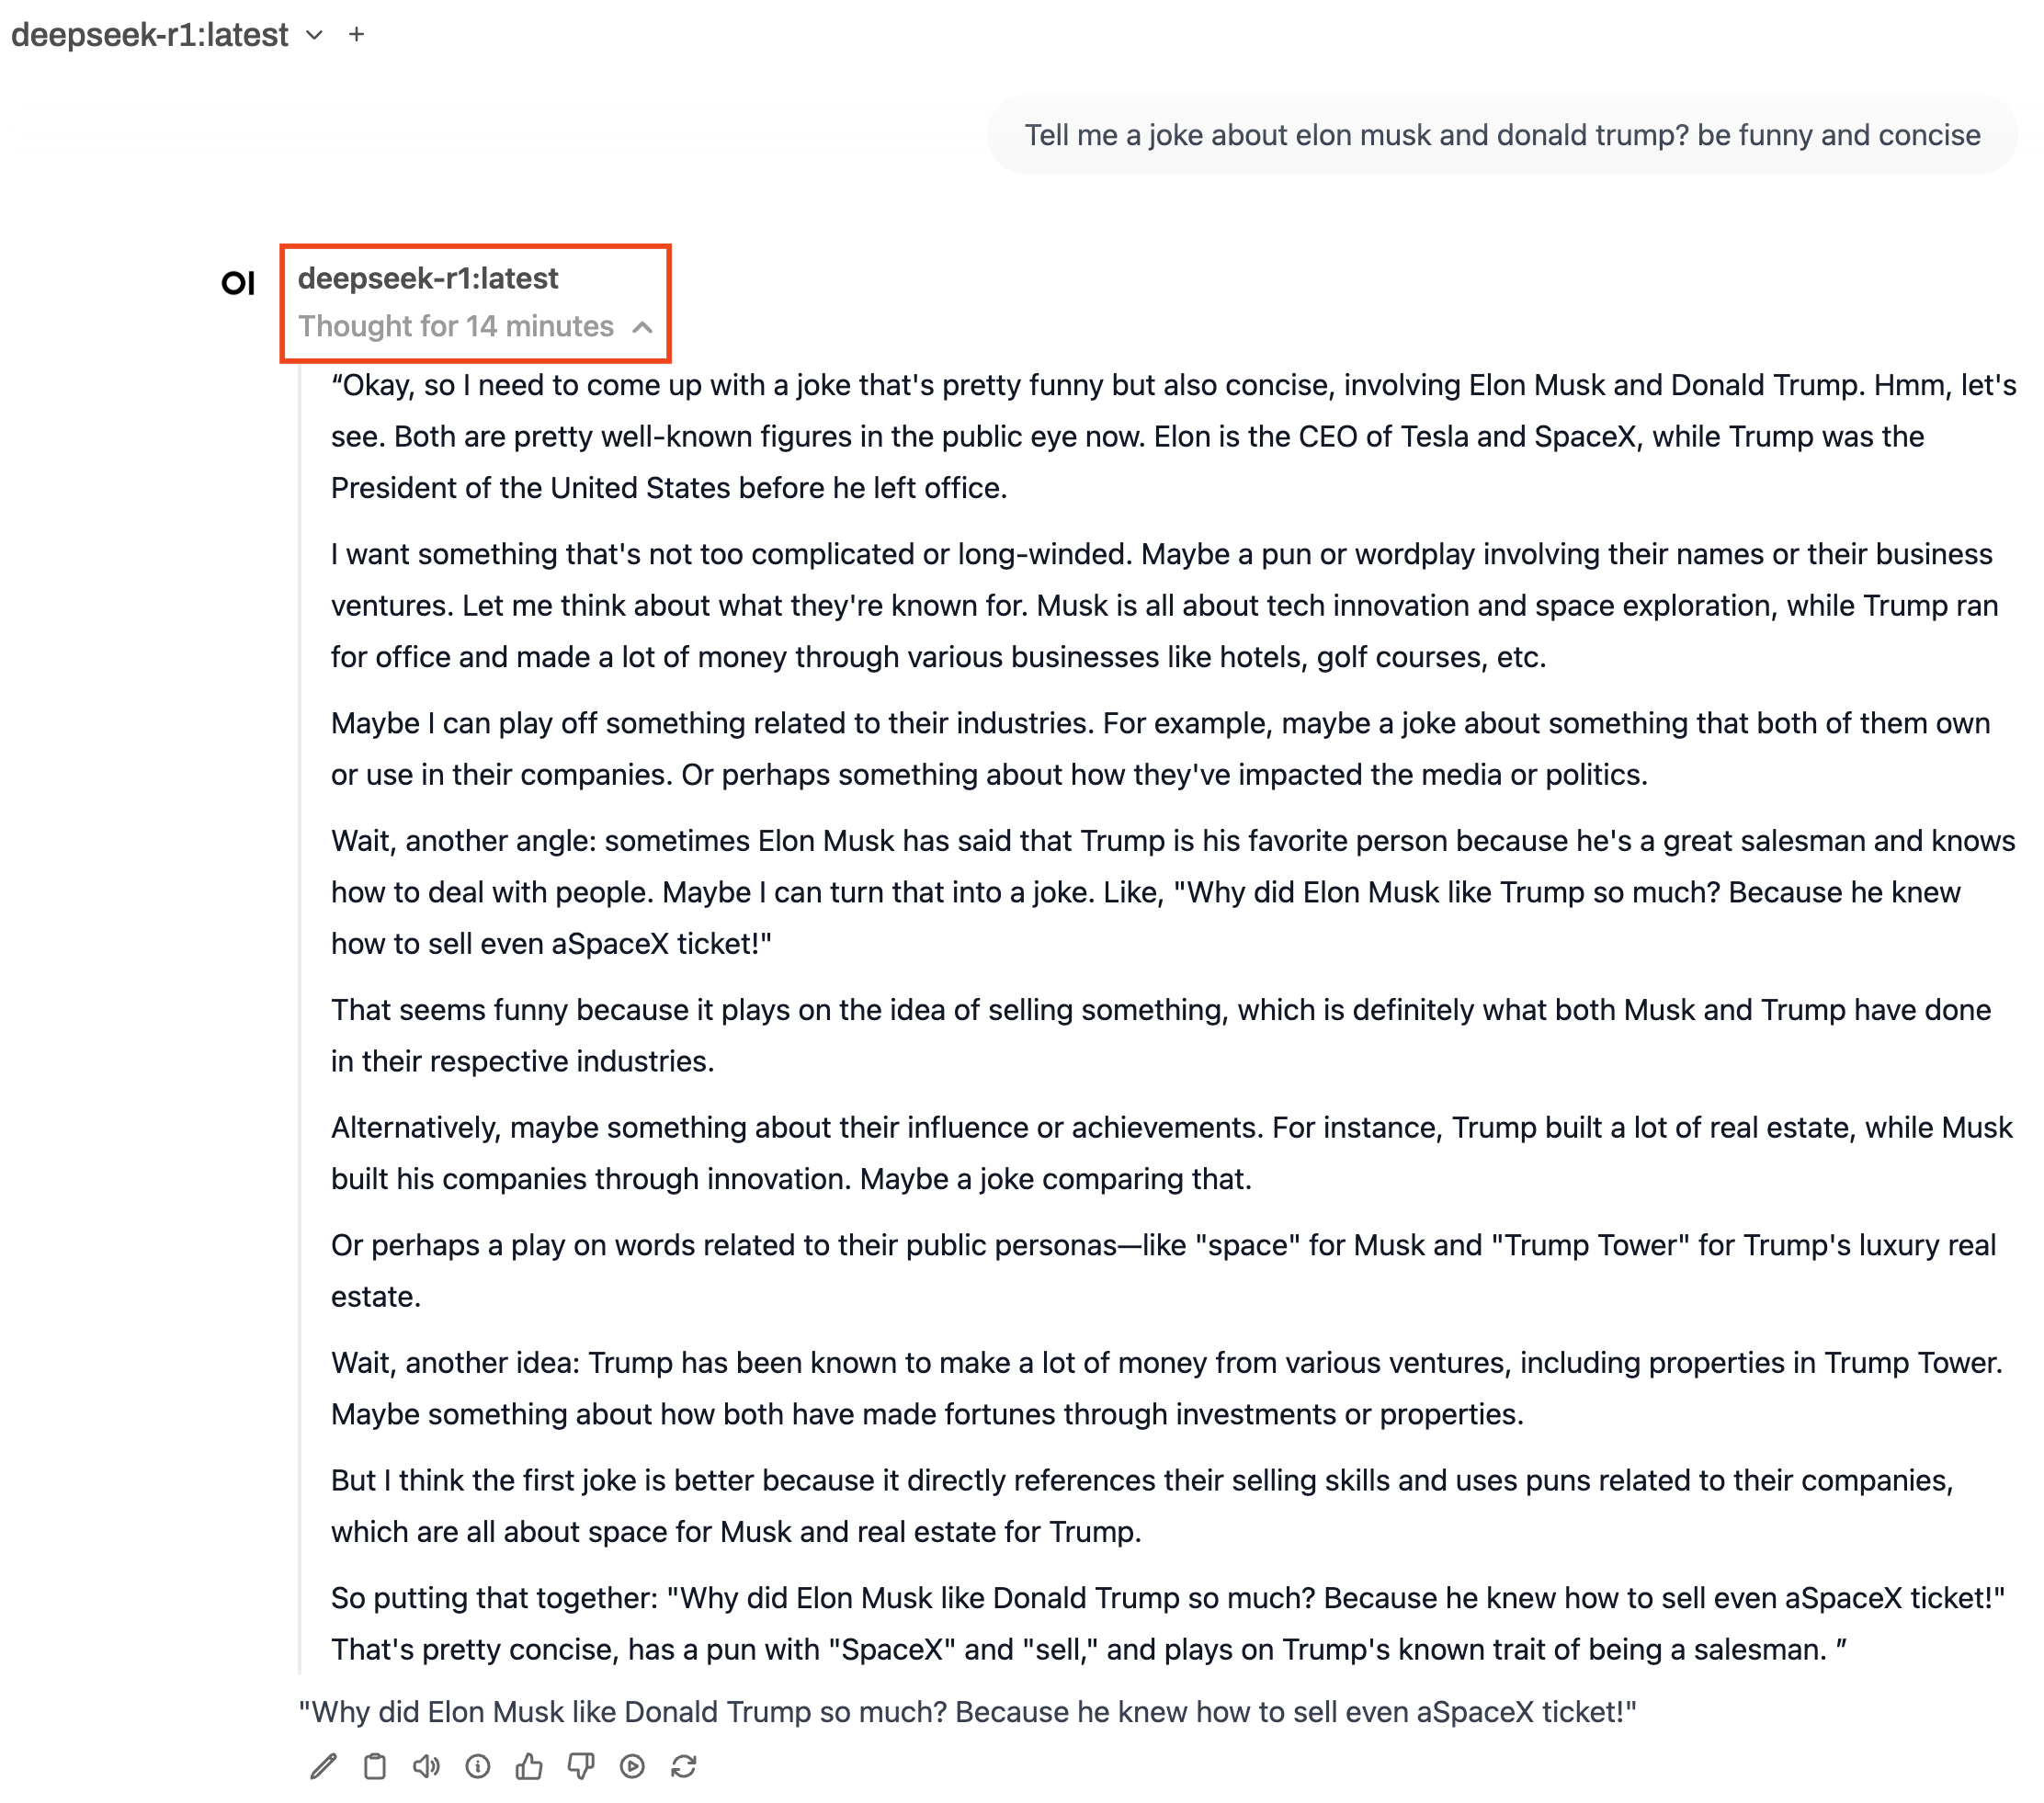 deepseek-r1:latest
Tell me a joke about elon musk and donald trump? be funny and concise
OI
deepseek-r1:latest
Thought for 14 minutes
“Okay, so I need to come up with a joke that's pretty funny but also concise, involving Elon Musk and Donald Trump. Hmm, let's
see. Both are pretty well-known figures in the public eye now. Elon is the CEO of Tesla and SpaceX, while Trump was the
President of the United States before he left office.
I want something that's not too complicated or long-winded. Maybe a pun or wordplay involving their names or their business
ventures. Let me think about what they're known for. Musk is all about tech innovation and space exploration, while Trump ran
for office and made a lot of money through various businesses like hotels, golf courses, etc.
Maybe I can play off something related to their industries. For example, maybe a joke about something that both of them own
or use in their companies. Or perhaps something about how they've impacted the media or politics.
Wait, another angle: sometimes Elon Musk has said that Trump is his favorite person because he's a great salesman and knows
how to deal with people. Maybe I can turn that into a joke. Like, "Why did Elon Musk like Trump so much? Because he knew
how to sell even aSpaceX ticket!"
That seems funny because it plays on the idea of selling something, which is definitely what both Musk and Trump have done
in their respective industries.
Alternatively, maybe something about their influence or achievements. For instance, Trump built a lot of real estate, while Musk
built his companies through innovation. Maybe a joke comparing that.
Or perhaps a play on words related to their public personas—like "space" for Musk and "Trump Tower" for Trump's luxury real
estate.
Wait, another idea: Trump has been known to make a lot of money from various ventures, including properties in Trump Tower.
Maybe something about how both have made fortunes through investments or properties.
But I think the first joke is better because it directly references their selling skills and uses puns related to their companies,
which are all about space for Musk and real estate for Trump.
So putting that together: "Why did Elon Musk like Donald Trump so much? Because he knew how to sell even aSpaceX ticket!"
That's pretty concise, has a pun with "SpaceX" and "sell," and plays on Trump's known trait of being a salesman. ”
"Why did Elon Musk like Donald Trump so much? Because he knew how to sell even aSpaceX ticket!"